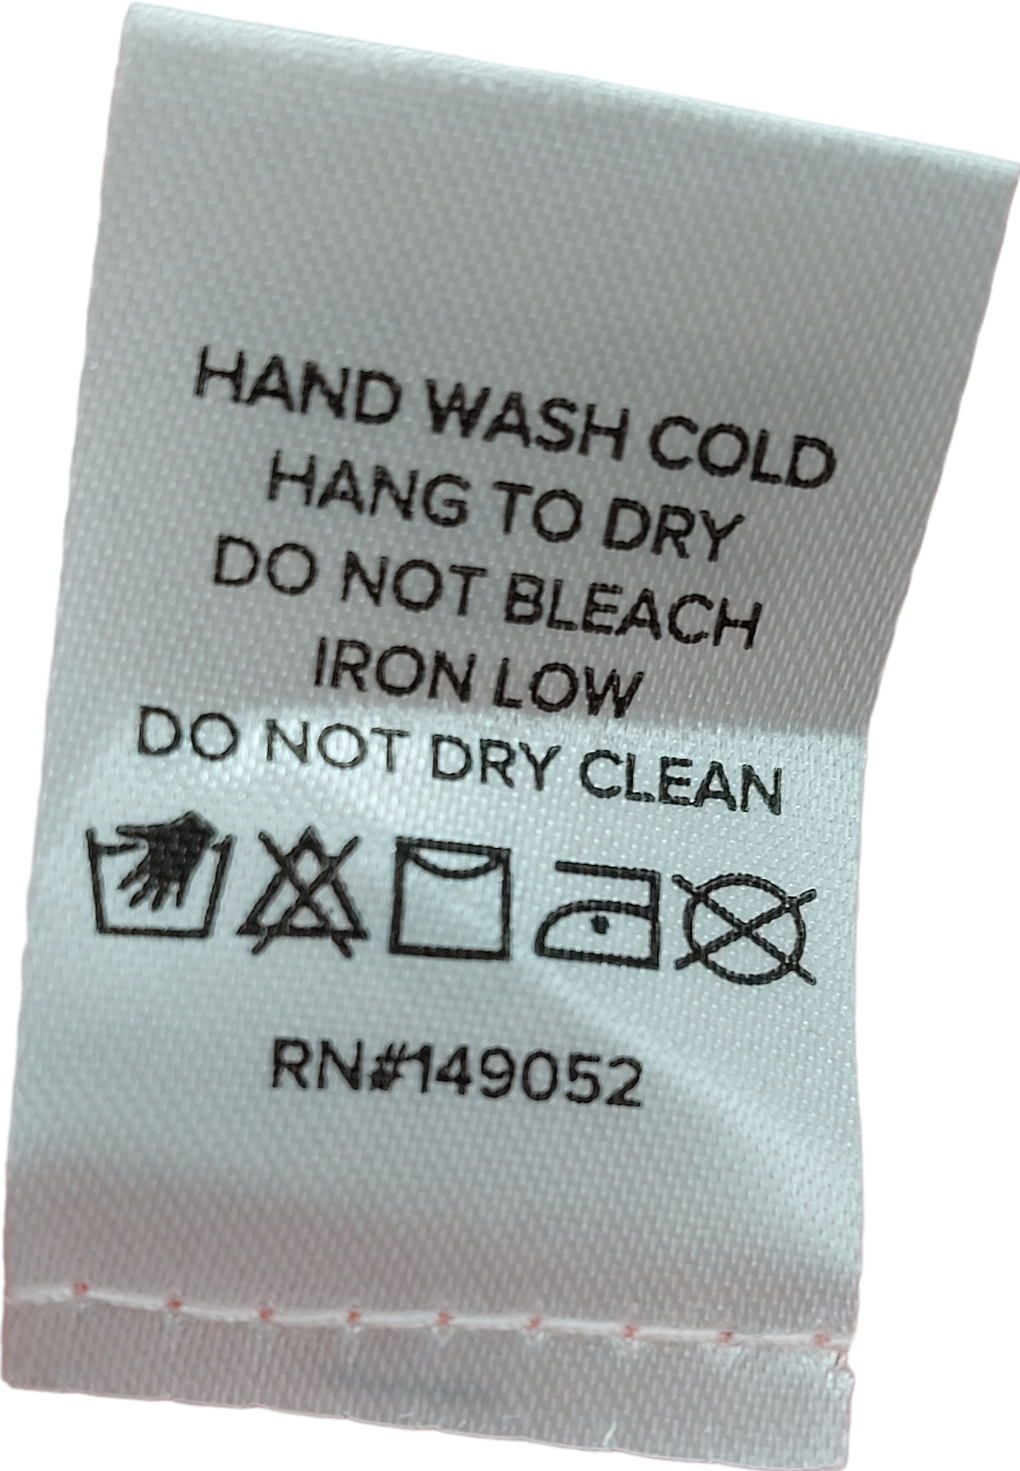 HAND WASH COLD
HANG TO DRY
DO NOT BLEACH
IRON LOW
DO NOT DRY CLEAN
RN#149052